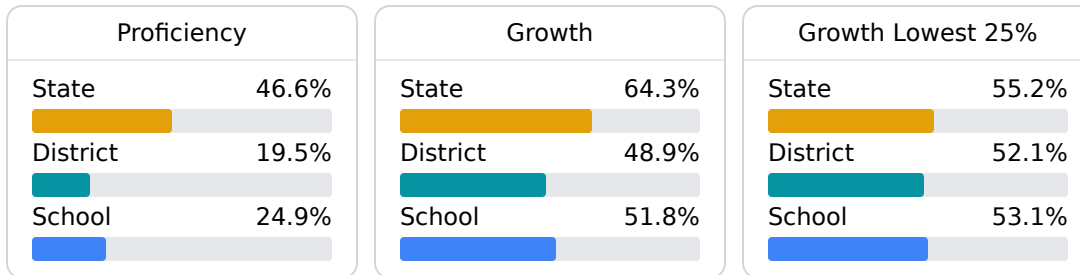 Proficiency
State 46.6%
District 19.5%
School 24.9%
Growth
State 64.3%
District 48.9%
School 51.8%
Growth Lowest 25%
State 55.2%
District 52.1%
School 53.1%